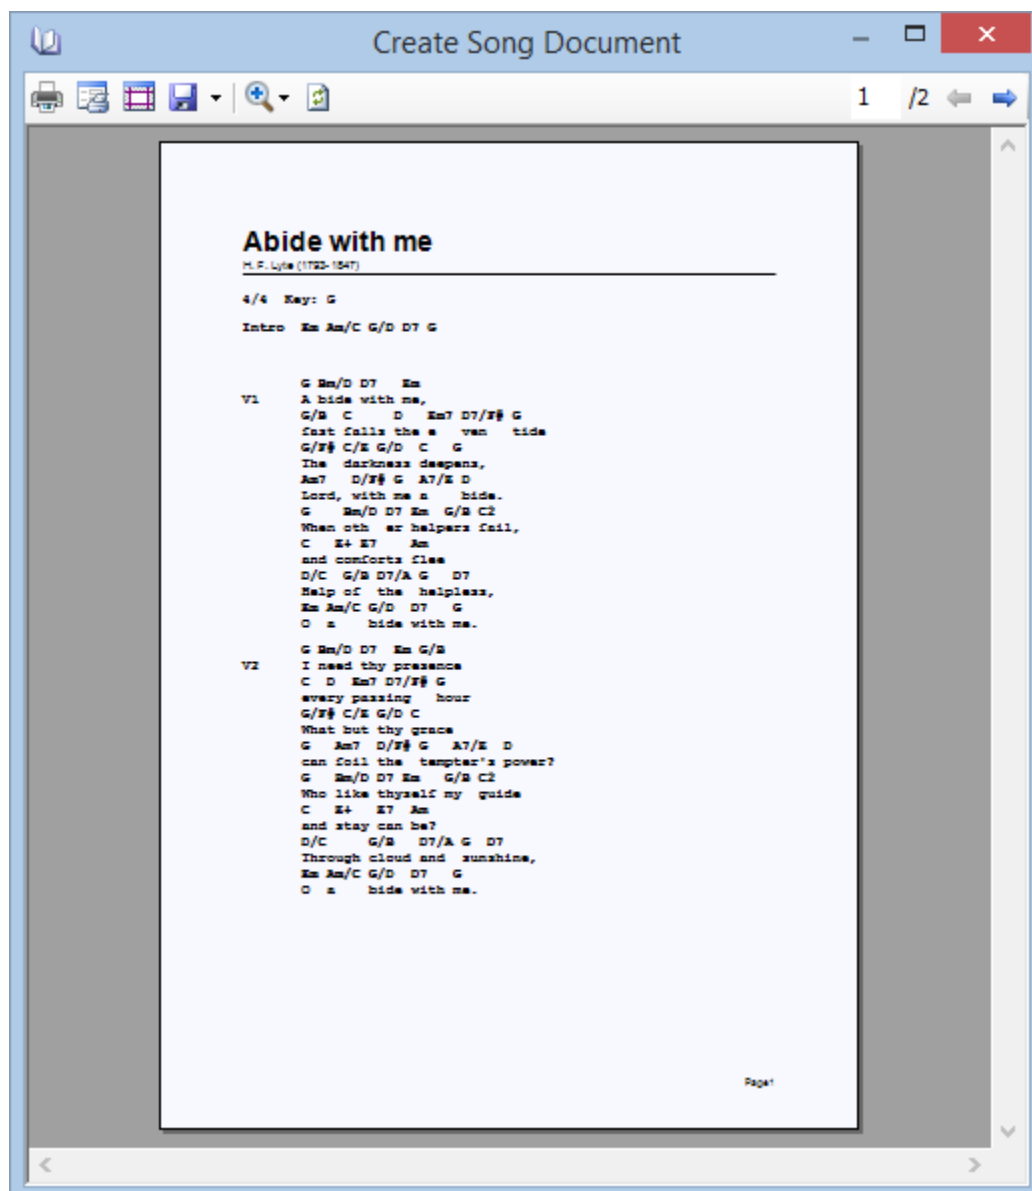 Create Song Document
1 /2
Abide with me
H. F. Lyte (1793-1847)
4/4  Key: G
Intro  Em Am/C G/D D7 G
G Bm/D D7   Em
V1     A bide with me,
G/B  C     D   Em7 D7/F# G
fast falls the e   ven   tide
G/F# C/E G/D  C   G
The  darkness deepens,
Am7   D/F# G  A7/E D
Lord, with me a    bide.
G    Bm/D D7 Em  G/B C2
When oth  er helpers fail,
C   E+ E7    Am
and comforts flee
D/C  G/B D7/A G   D7
Help of  the  helpless,
Em Am/C G/D  D7   G
O  a    bide with me.
G Bm/D D7  Em G/B
V2     I need thy presence
C  D  Em7 D7/F# G
every passing   hour
G/F# C/E G/D C
What but thy grace
G   Am7  D/F# G   A7/E  D
can foil the  tempter's power?
G   Bm/D D7 Em   G/B C2
Who like thyself my  guide
C   E+   E7  Am
and stay can be?
D/C     G/B   D7/A G  D7
Through cloud and  sunshine,
Em Am/C G/D  D7   G
O  a    bide with me.
Page1